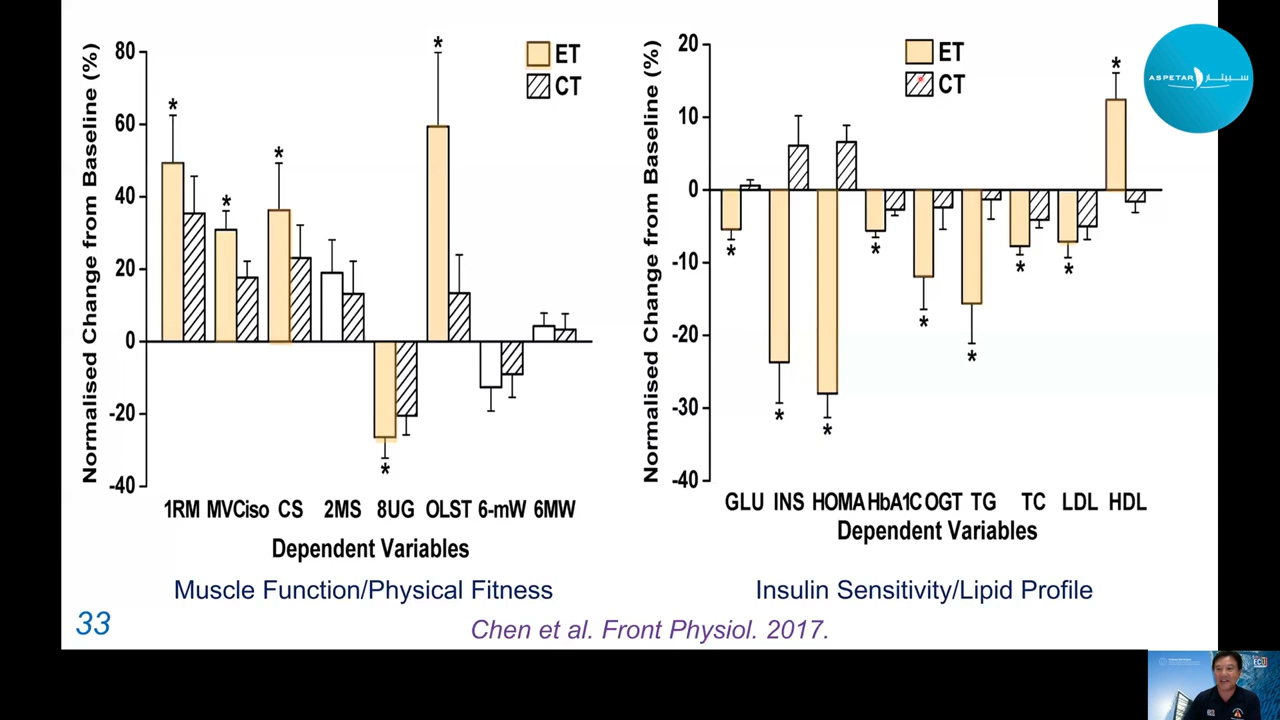 80
60
40
20
0
-20
-40
Normalised Change from Baseline (%)
ET
CT
*
*
*
*
*
1RM MVCiso CS 2MS 8UG OLST 6-mW 6MW
Dependent Variables
Muscle Function/Physical Fitness
20
10
0
-10
-20
-30
-40
Normalised Change from Baseline (%)
ET
CT
*
*
*
*
*
*
*
*
*
GLU INS HOMA HbA1C OGT TG TC LDL HDL
Dependent Variables
Insulin Sensitivity/Lipid Profile
ASPETAR سبيتار
33
Chen et al. Front Physiol. 2017.
ECU